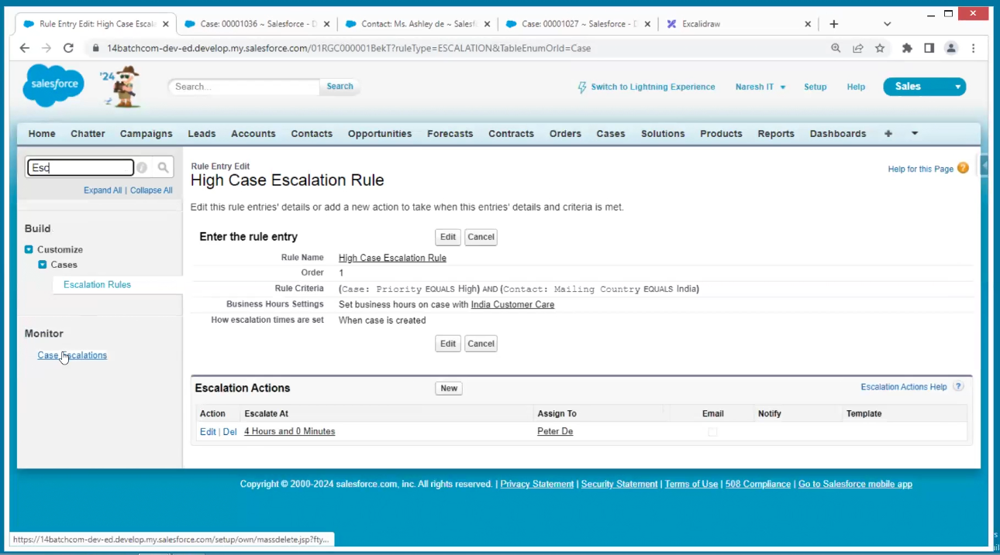 Rule Entry Edit: High Case Escala
Case: 00001036 ~ Salesforce - D
Contact: Ms. Ashley de ~ Salesf
Case: 00001027 ~ Salesforce - D
Excalidraw
14batchcom-dev-ed.develop.my.salesforce.com/01RGC000001BekT?ruleType=ESCALATION&TableEnumOrId=Case
salesforce
'24
Search...
Search
Switch to Lightning Experience
Naresh IT
Setup
Help
Sales
Home Chatter Campaigns Leads Accounts Contacts Opportunities Forecasts Contracts Orders Cases Solutions Products Reports Dashboards +
Esc
Expand All | Collapse All
Build
Customize
Cases
Escalation Rules
Monitor
Case Escalations
Rule Entry Edit
High Case Escalation Rule
Help for this Page
Edit this rule entries' details or add a new action to take when this entries' details and criteria is met.
Enter the rule entry
Edit Cancel
Rule Name High Case Escalation Rule
Order 1
Rule Criteria (Case: Priority EQUALS High) AND (Contact: Mailing Country EQUALS India)
Business Hours Settings Set business hours on case with India Customer Care
How escalation times are set When case is created
Edit Cancel
Escalation Actions
New
Escalation Actions Help ?
Action Escalate At Assign To Email Notify Template
Edit | Del 4 Hours and 0 Minutes Peter De
Copyright © 2000-2024 salesforce.com, inc. All rights reserved. | Privacy Statement | Security Statement | Terms of Use | 508 Compliance | Go to Salesforce mobile app
https://14batchcom-dev-ed.develop.my.salesforce.com/setup/own/massdelete.jsp?fty...